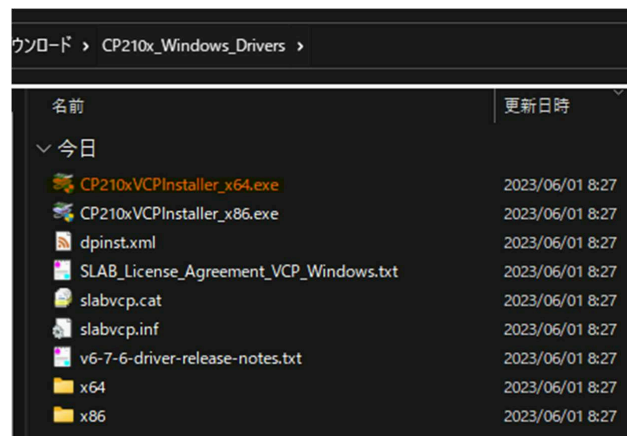 ウンロード › CP210x_Windows_Drivers ›
名前 更新日時
今日
CP210xVCPInstaller_x64.exe 2023/06/01 8:27
CP210xVCPInstaller_x86.exe 2023/06/01 8:27
dpinst.xml 2023/06/01 8:27
SLAB_License_Agreement_VCP_Windows.txt 2023/06/01 8:27
slabvcp.cat 2023/06/01 8:27
slabvcp.inf 2023/06/01 8:27
v6-7-6-driver-release-notes.txt 2023/06/01 8:27
x64 2023/06/01 8:27
x86 2023/06/01 8:27